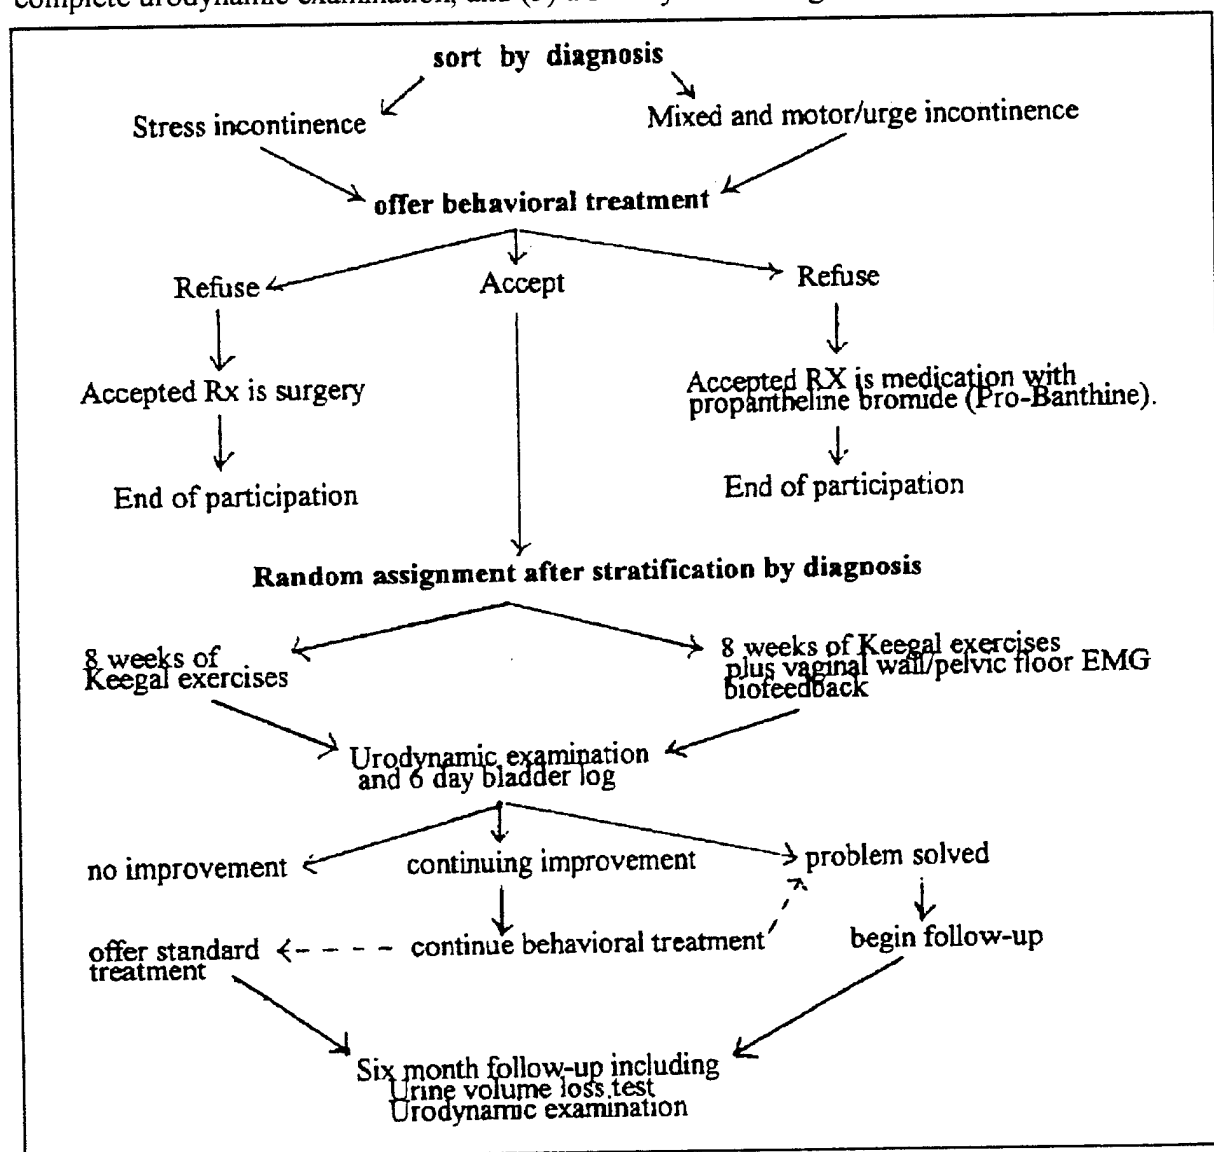 complete urodynamic examination, and
sort by diagnosis
Stress incontinence
Mixed and motor/urge incontinence
offer behavioral treatment
Refuse
Accept
Refuse
Accepted Rx is surgery
Accepted RX is medication with
propantheline bromide (Pro-Banthine).
End of participation
End of participation
Random assignment after stratification by diagnosis
8 weeks of
Keegal exercises
8 weeks of Keegal exercises
plus vaginal wall/pelvic floor EMG
biofeedback
Urodynamic examination
and 6 day bladder log
no improvement
continuing improvement
problem solved
offer standard
treatment
continue behavioral treatment
begin follow-up
Six month follow-up including
Urine volume loss test
Urodynamic examination